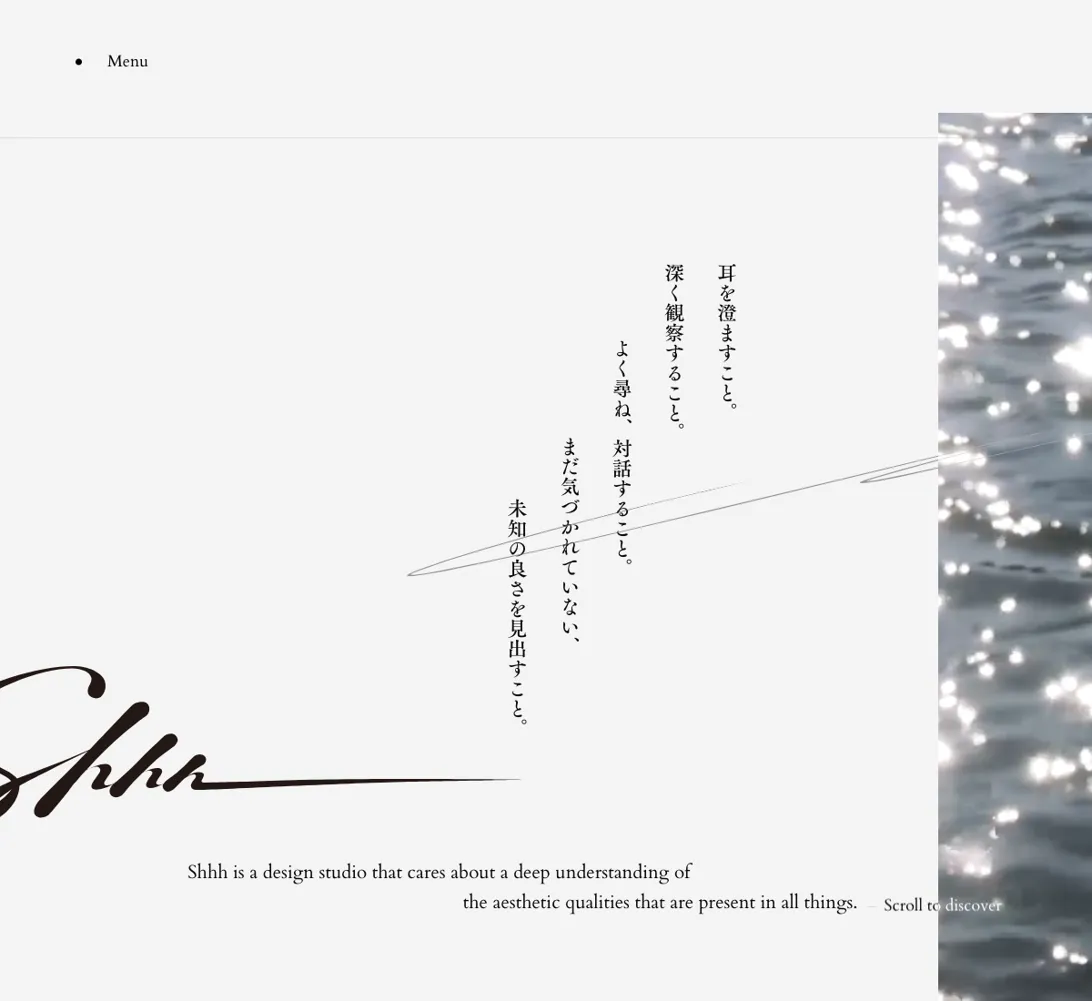 Menu
耳を澄ますこと。
深く観察すること。
よく尋ね、対話すること。
まだ気づかれていない、
未知の良さを見出すこと。
Shhh
Shhh is a design studio that cares about a deep understanding of
the aesthetic qualities that are present in all things.
Scroll to discover